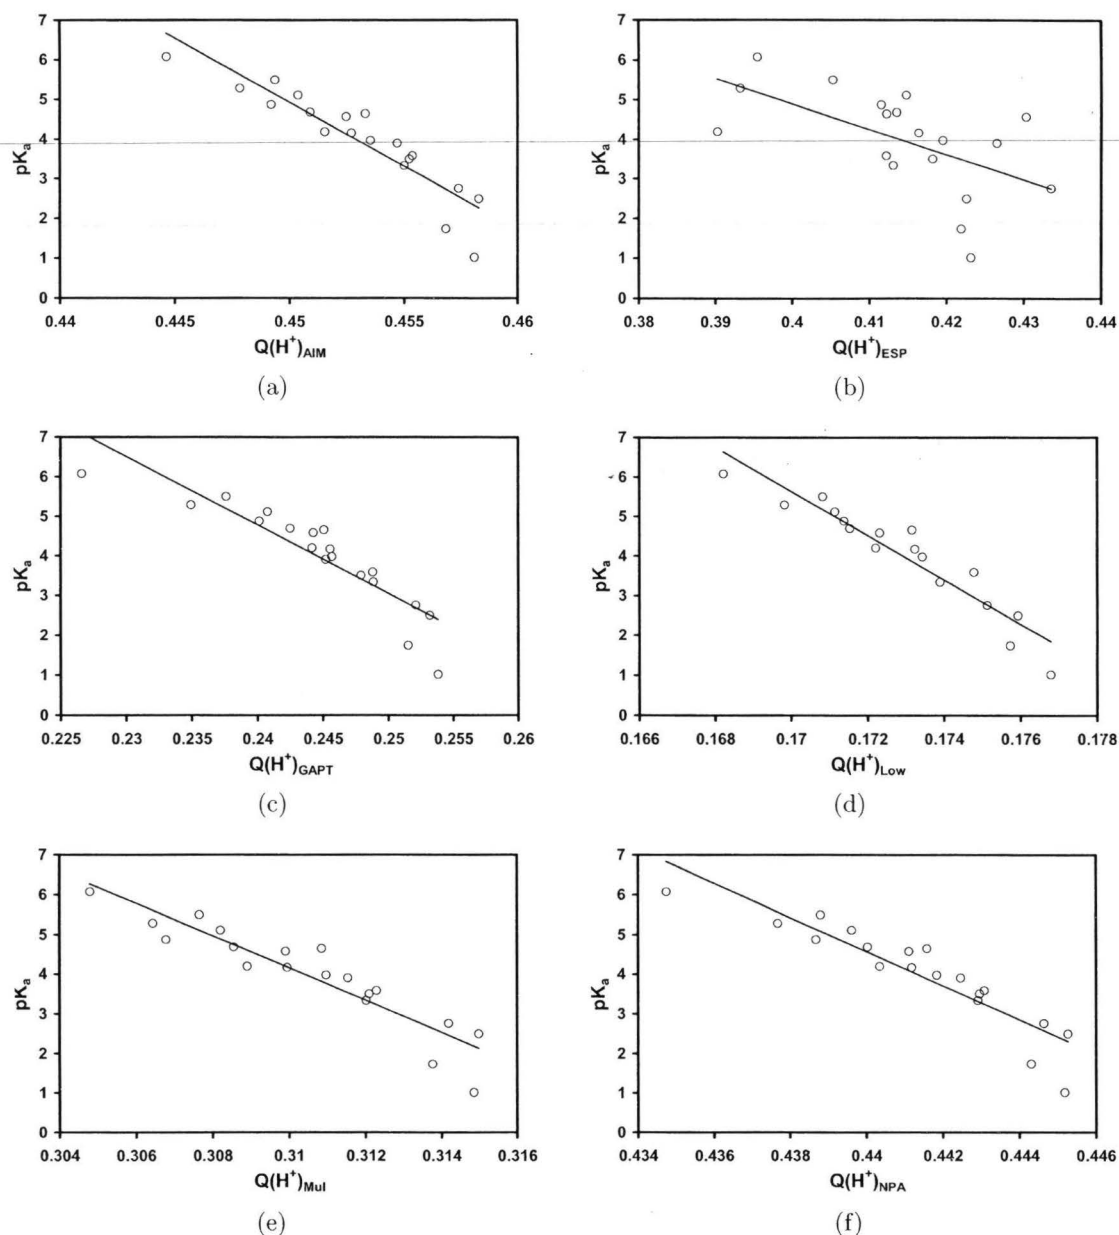 7
6
5
4
3
2
1
0
pKₐ
0.44 0.445 0.45 0.455 0.46
Q(H⁺)AIM
(a)
7
6
5
4
3
2
1
0
pKₐ
0.38 0.39 0.4 0.41 0.42 0.43 0.44
Q(H⁺)ESP
(b)
7
6
5
4
3
2
1
0
pKₐ
0.225 0.23 0.235 0.24 0.245 0.25 0.255 0.26
Q(H⁺)GAPT
(c)
7
6
5
4
3
2
1
0
pKₐ
0.166 0.168 0.17 0.172 0.174 0.176 0.178
Q(H⁺)Low
(d)
7
6
5
4
3
2
1
0
pKₐ
0.304 0.306 0.308 0.310 0.312 0.314 0.316
Q(H⁺)Mul
(e)
7
6
5
4
3
2
1
0
pKₐ
0.434 0.436 0.438 0.44 0.442 0.444 0.446
Q(H⁺)NPA
(f)